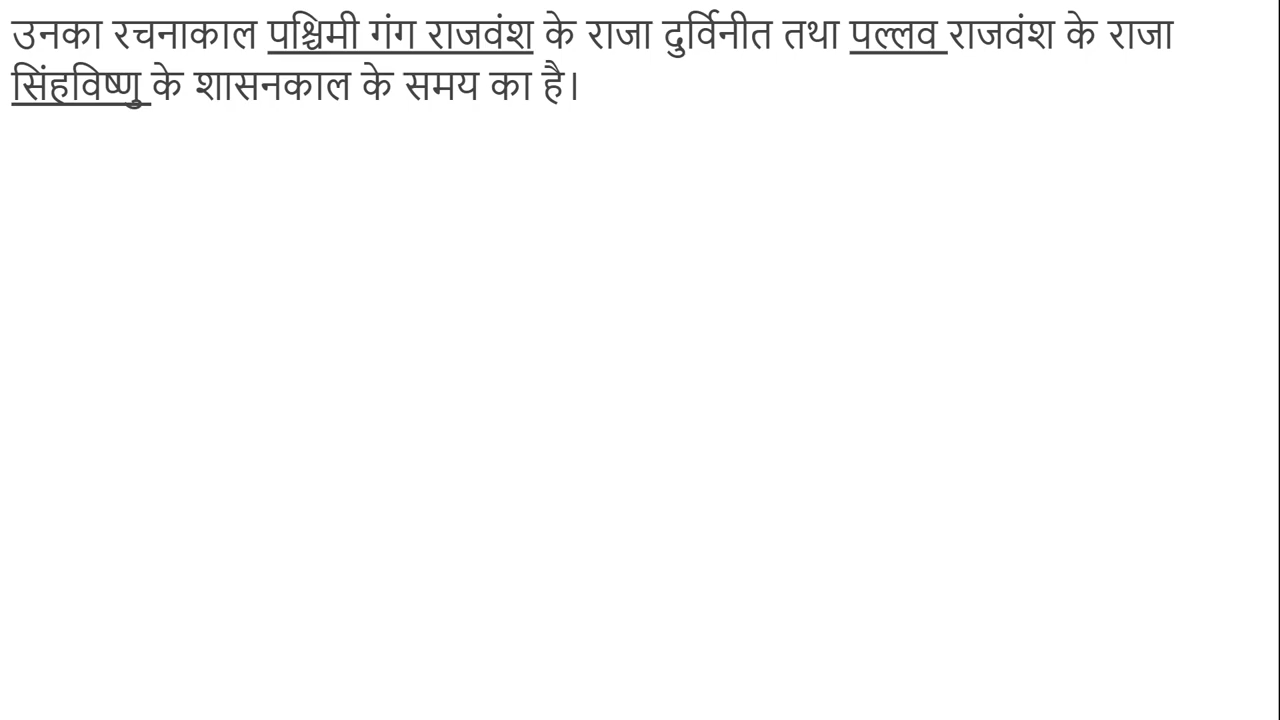 उनका रचनाकाल पश्चिमी गंग राजवंश के राजा दुर्विनीत तथा पल्लव राजवंश के राजा
सिंहविष्णु के शासनकाल के समय का है।